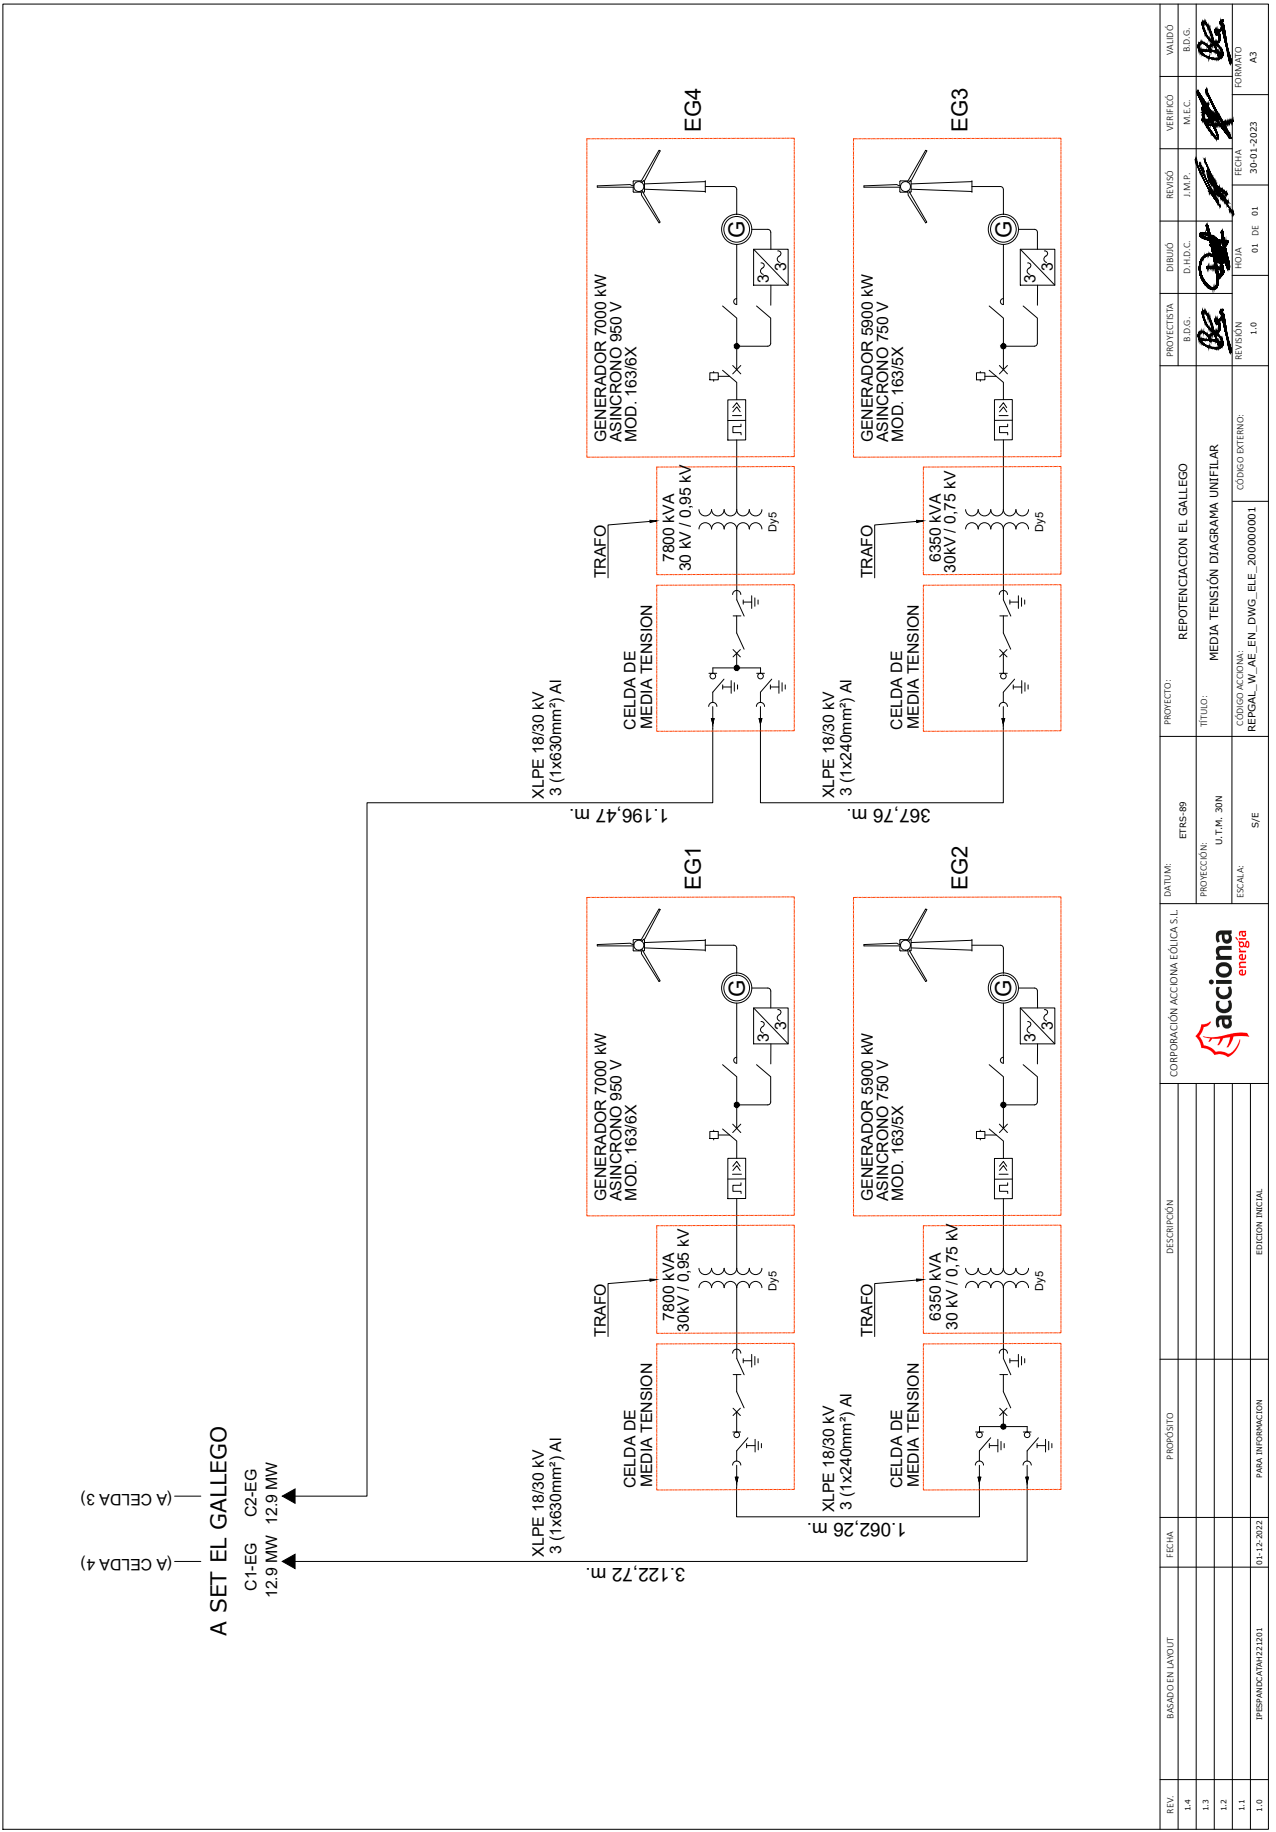 (A CELDA 4)
(A CELDA 3)
A SET EL GALLEGO
C1-EG
12.9 MW
C2-EG
12.9 MW
XLPE 18/30 kV
3 (1x630mm²) Al
3.122,72 m.
XLPE 18/30 kV
3 (1x630mm²) Al
1.196,47 m.
CELDA DE
MEDIA TENSION
TRAFO
7800 kVA
30kV / 0,95 kV
Dy5
GENERADOR 7000 kW
ASINCRONO 950 V
MOD. 163/6X
G
3
3
EG1
CELDA DE
MEDIA TENSION
TRAFO
7800 kVA
30 kV / 0,95 kV
Dy5
GENERADOR 7000 kW
ASINCRONO 950 V
MOD. 163/6X
G
3
3
EG4
XLPE 18/30 kV
3 (1x240mm²) Al
1.062,26 m.
CELDA DE
MEDIA TENSION
TRAFO
6350 kVA
30 kV / 0,75 kV
Dy5
GENERADOR 5900 kW
ASINCRONO 750 V
MOD. 163/5X
G
3
3
EG2
XLPE 18/30 kV
3 (1x240mm²) Al
367,76 m.
CELDA DE
MEDIA TENSION
TRAFO
6350 kVA
30kV / 0,75 kV
Dy5
GENERADOR 5900 kW
ASINCRONO 750 V
MOD. 163/5X
G
3
3
EG3
REV.
BASADO EN LAYOUT
FECHA
PROPÓSITO
DESCRIPCIÓN
1.4
1.3
1.2
1.1
1.0
IPESPANDCATAH221201
01-12-2022
PARA INFORMACION
EDICION INICIAL
CORPORACIÓN ACCIONA EÓLICA S.L.
acciona
energía
DATUM:
ETRS-89
PROYECCIÓN:
U.T.M. 30N
ESCALA:
S/E
PROYECTO:
REPOTENCIACION EL GALLEGO
TÍTULO:
MEDIA TENSIÓN DIAGRAMA UNIFILAR
CÓDIGO ACCIONA:
REPGAL_W_AE_EN_DWG_ELE_200000001
CÓDIGO EXTERNO:
PROYECTISTA
B.D.G.
DIBUJÓ
D.H.D.C.
REVISÓ
J.M.P.
VERIFICÓ
M.E.C.
VALIDÓ
B.D.G.
REVISIÓN
1.0
HOJA
01 DE 01
FECHA
30-01-2023
FORMATO
A3